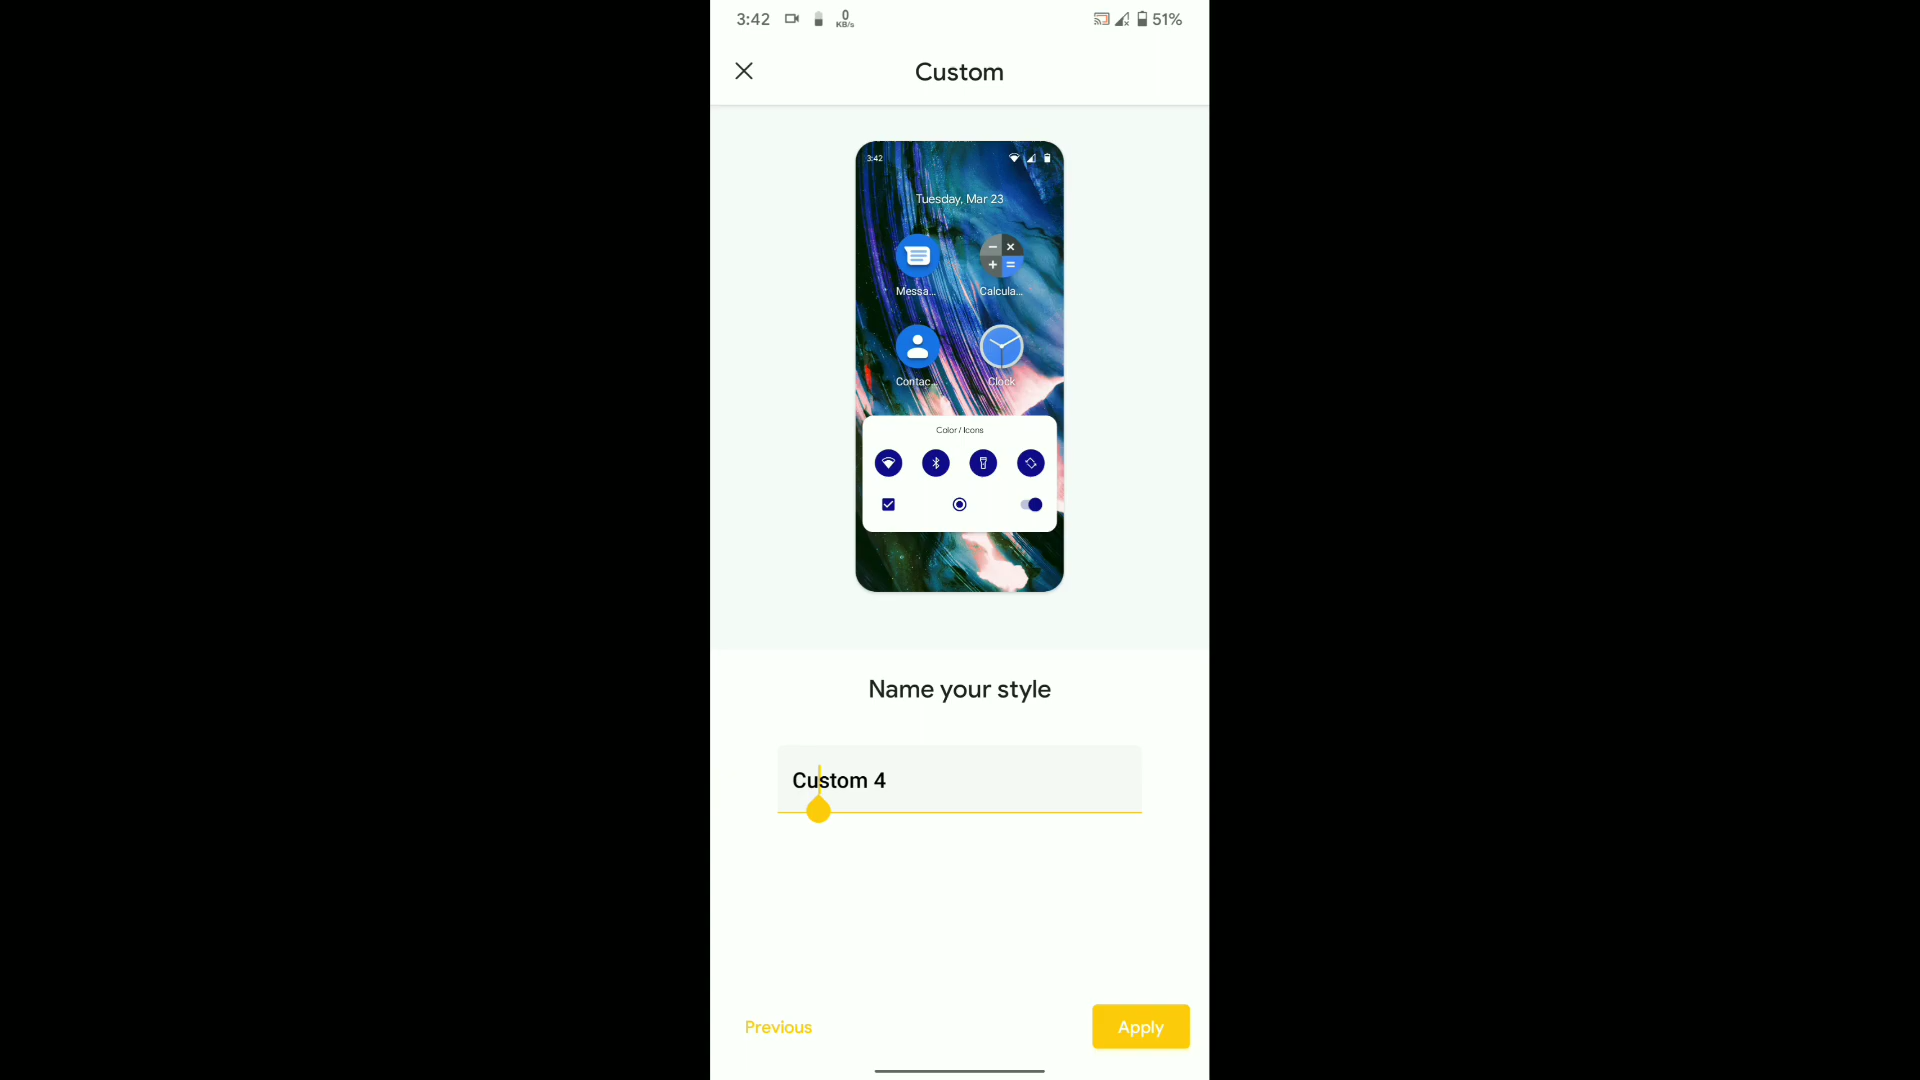 3:42 0 KB/s 51%
Custom
3:42
Tuesday, Mar 23
Messa... Calcula...
Contac... Clock
Color / Icons
Name your style
Custom 4
Previous Apply